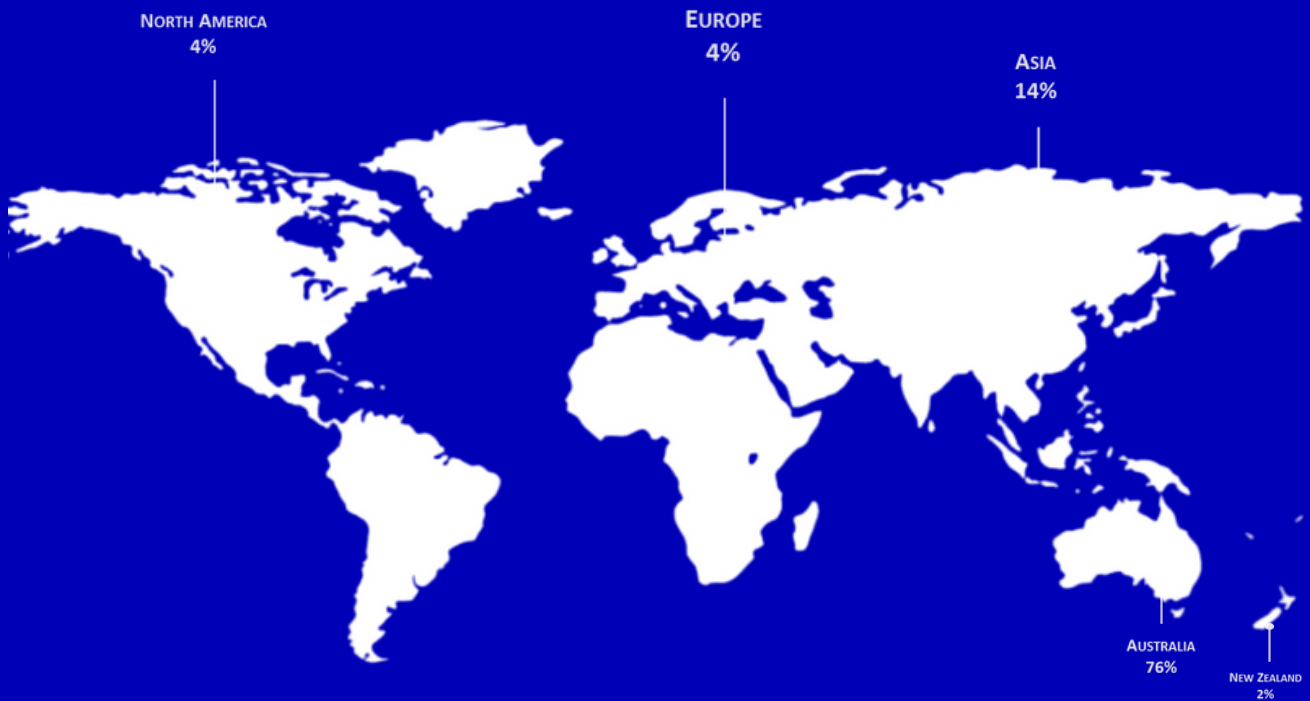 North America
4%
Europe
4%
Asia
14%
Australia
76%
New Zealand
2%